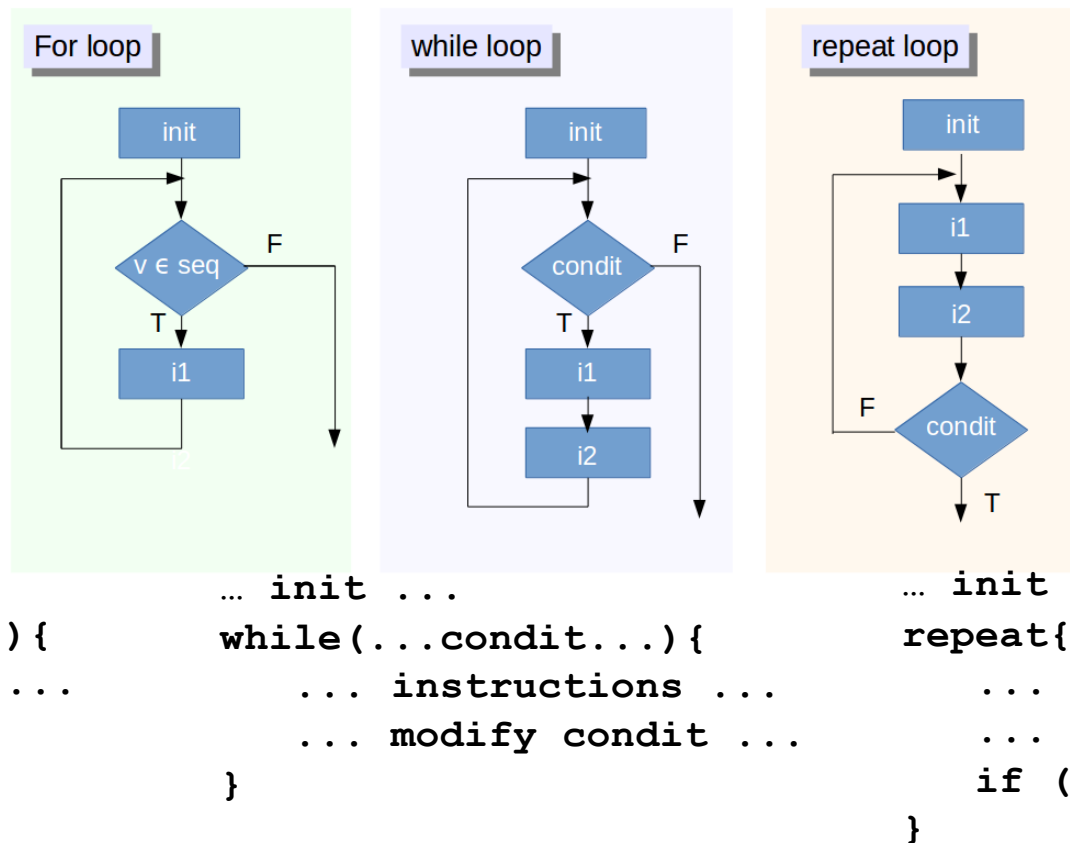 For loop
init
v ϵ seq
F
T
i1
i2
while loop
init
condit
F
T
i1
i2
repeat loop
init
i1
i2
F
condit
T
){
...
… init ...
while(...condit...){
... instructions ...
... modify condit ...
}
… init
repeat{
...
...
if (
}